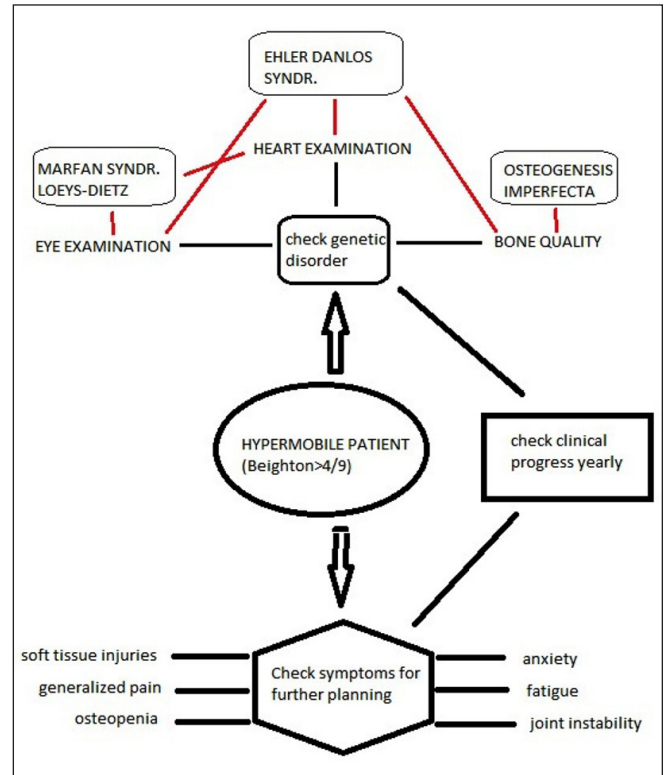 EHLER DANLOS
SYNDR.
HEART EXAMINATION
MARFAN SYNDR.
LOEYS-DIETZ
OSTEOGENESIS
IMPERFECTA
EYE EXAMINATION
check genetic
disorder
BONE QUALITY
HYPERMOBILE PATIENT
(Beighton>4/9)
check clinical
progress yearly
soft tissue injuries
generalized pain
osteopenia
Check symptoms for
further planning
anxiety
fatigue
joint instability